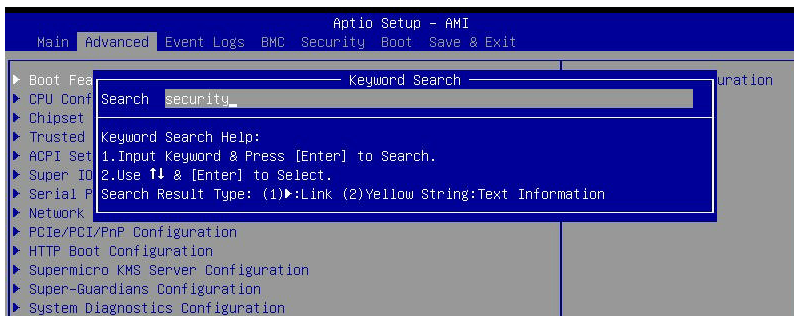 Aptio Setup – AMI
Main Advanced Event Logs BMC Security Boot Save & Exit
▶ Boot Fea
▶ CPU Conf
▶ Chipset
▶ Trusted
▶ ACPI Set
▶ Super IO
▶ Serial P
▶ Network
▶ PCIe/PCI/PnP Configuration
▶ HTTP Boot Configuration
▶ Supermicro KMS Server Configuration
▶ Super-Guardians Configuration
▶ System Diagnostics Configuration
Keyword Search
Search security_
Keyword Search Help:
1.Input Keyword & Press [Enter] to Search.
2.Use ↑↓ & [Enter] to Select.
Search Result Type: (1)▶:Link (2)Yellow String:Text Information
uration